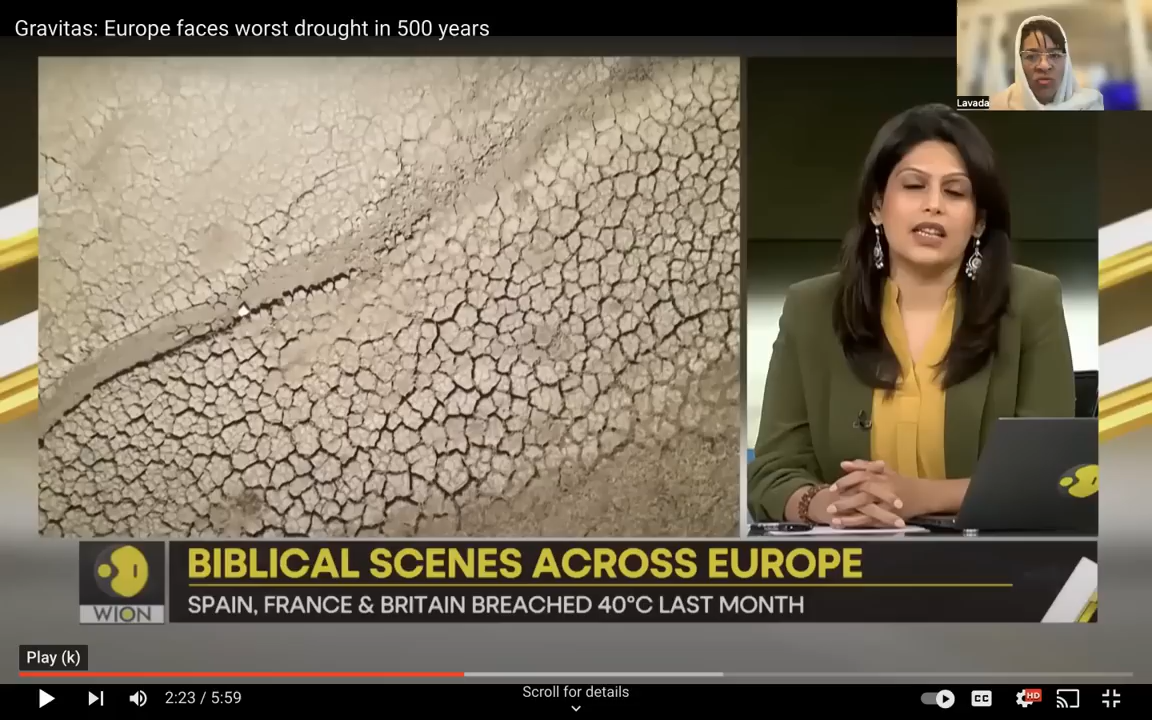 Gravitas: Europe faces worst drought in 500 years
Lavada
BIBLICAL SCENES ACROSS EUROPE
SPAIN, FRANCE & BRITAIN BREACHED 40°C LAST MONTH
WION
Play (k)
2:23 / 5:59
Scroll for details
CC
HD